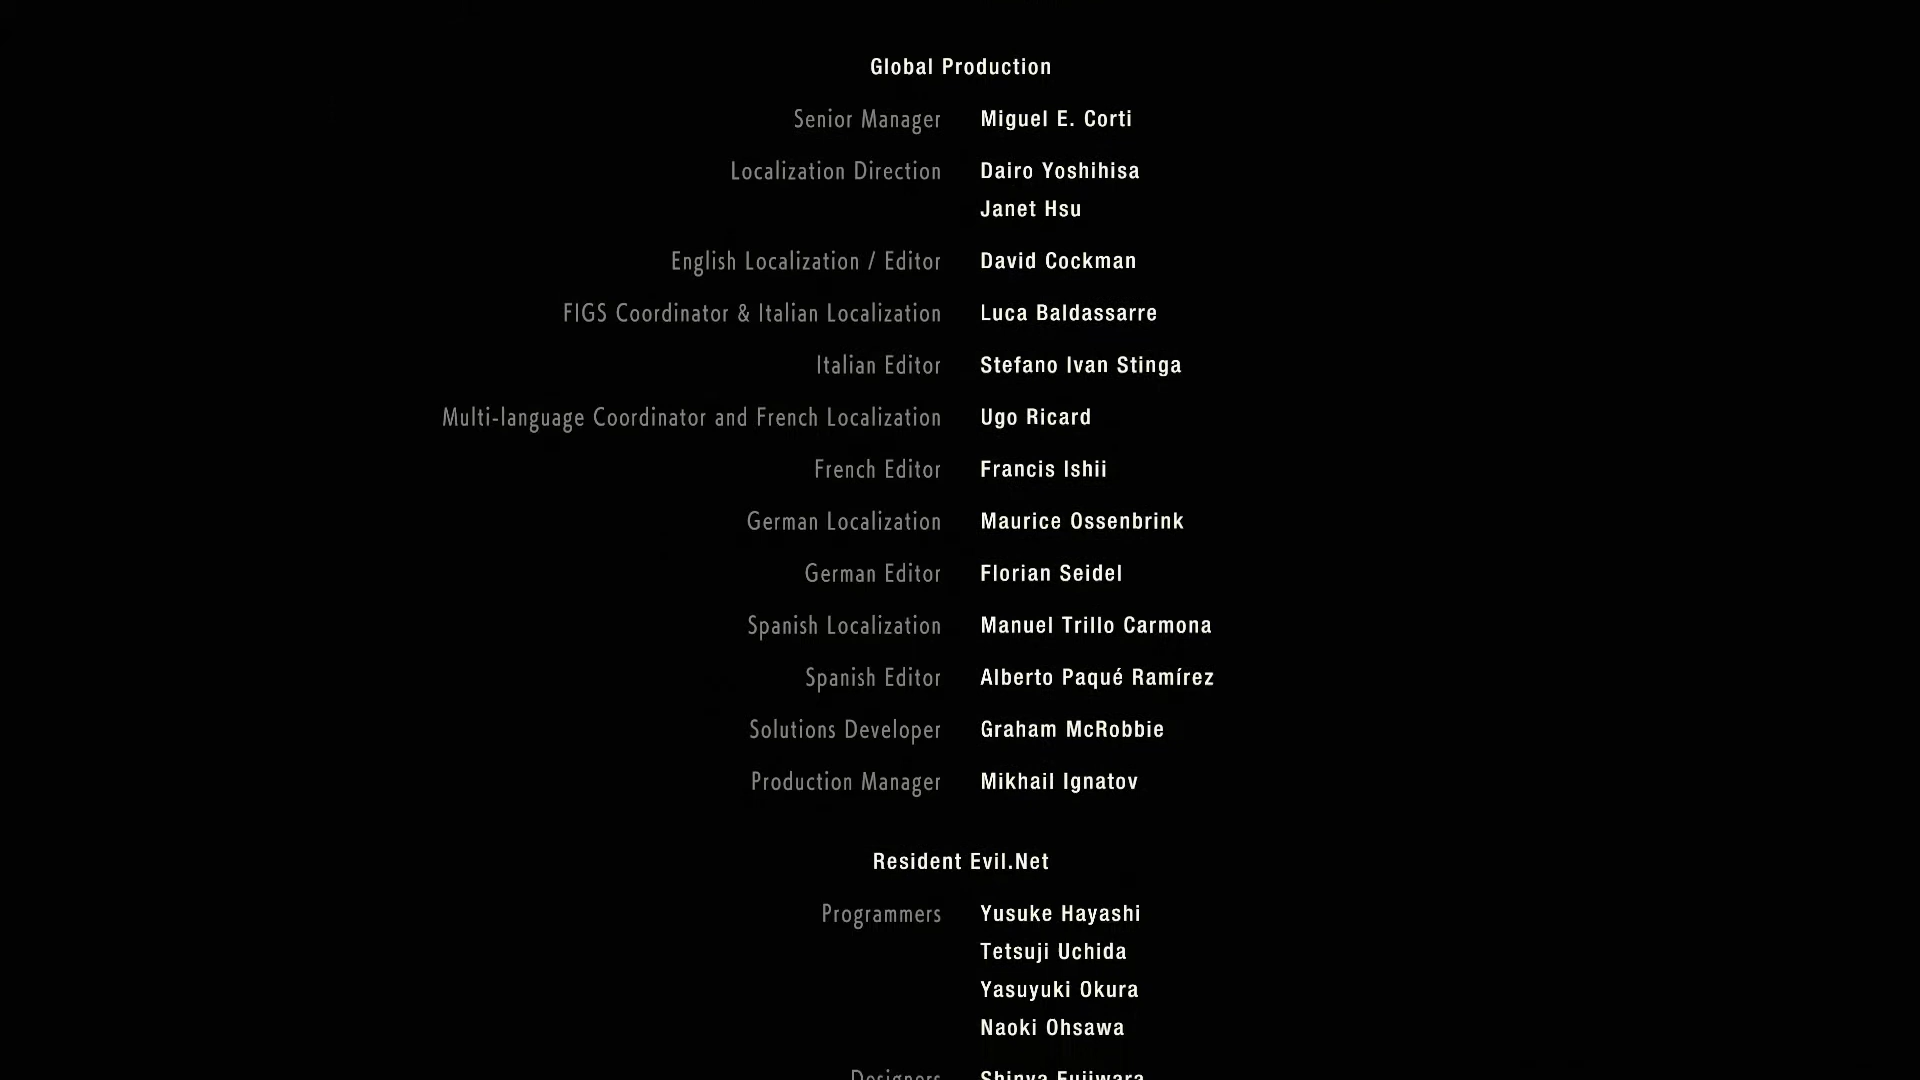 Global Production
Senior Manager Miguel E. Corti
Localization Direction Dairo Yoshihisa
Janet Hsu
English Localization / Editor David Cockman
FIGS Coordinator & Italian Localization Luca Baldassarre
Italian Editor Stefano Ivan Stinga
Multi-language Coordinator and French Localization Ugo Ricard
French Editor Francis Ishii
German Localization Maurice Ossenbrink
German Editor Florian Seidel
Spanish Localization Manuel Trillo Carmona
Spanish Editor Alberto Paqué Ramírez
Solutions Developer Graham McRobbie
Production Manager Mikhail Ignatov
Resident Evil.Net
Programmers Yusuke Hayashi
Tetsuji Uchida
Yasuyuki Okura
Naoki Ohsawa
Designers Shinya Fujiwara